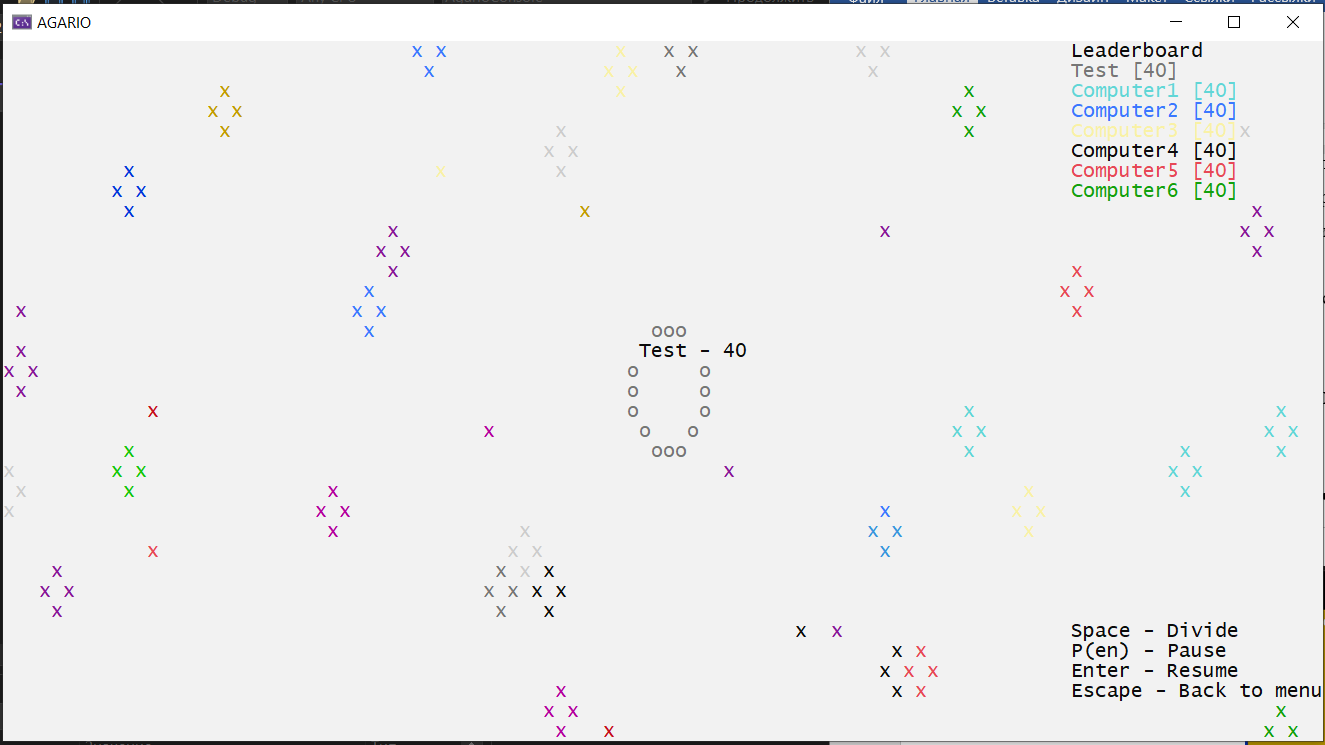 AGARIO
Leaderboard
Test [40]
Computer1 [40]
Computer2 [40]
Computer3 [40]
Computer4 [40]
Computer5 [40]
Computer6 [40]
Test - 40
Space - Divide
P(en) - Pause
Enter - Resume
Escape - Back to menu